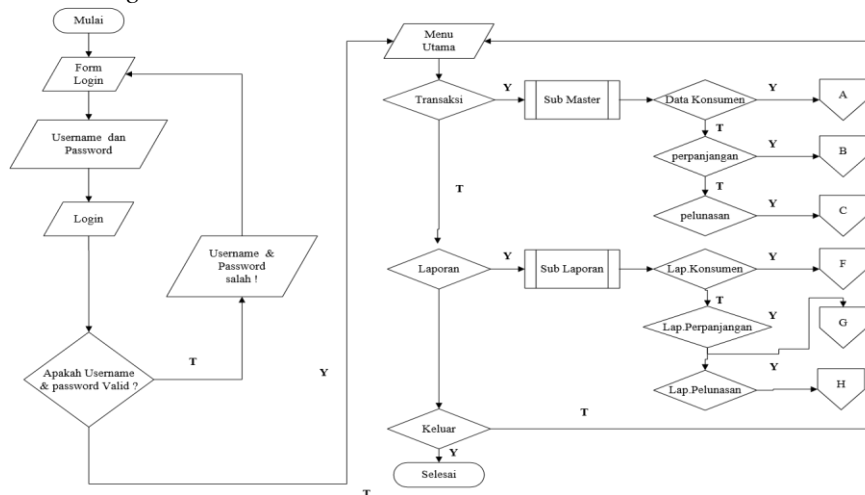 Mulai
Form
Login
Username dan
Password
Login
Username &
Password
salah !
Apakah Username
& password Valid ?
T
Y
T
Menu
Utama
Transaksi
Y
Sub Master
Data Konsumen
Y
A
T
perpanjangan
Y
B
T
pelunasan
Y
C
T
Laporan
Y
Sub Laporan
Lap.Konsumen
Y
F
T
Lap.Perpanjangan
Y
G
Lap.Pelunasan
Y
H
Keluar
T
Y
Selesai